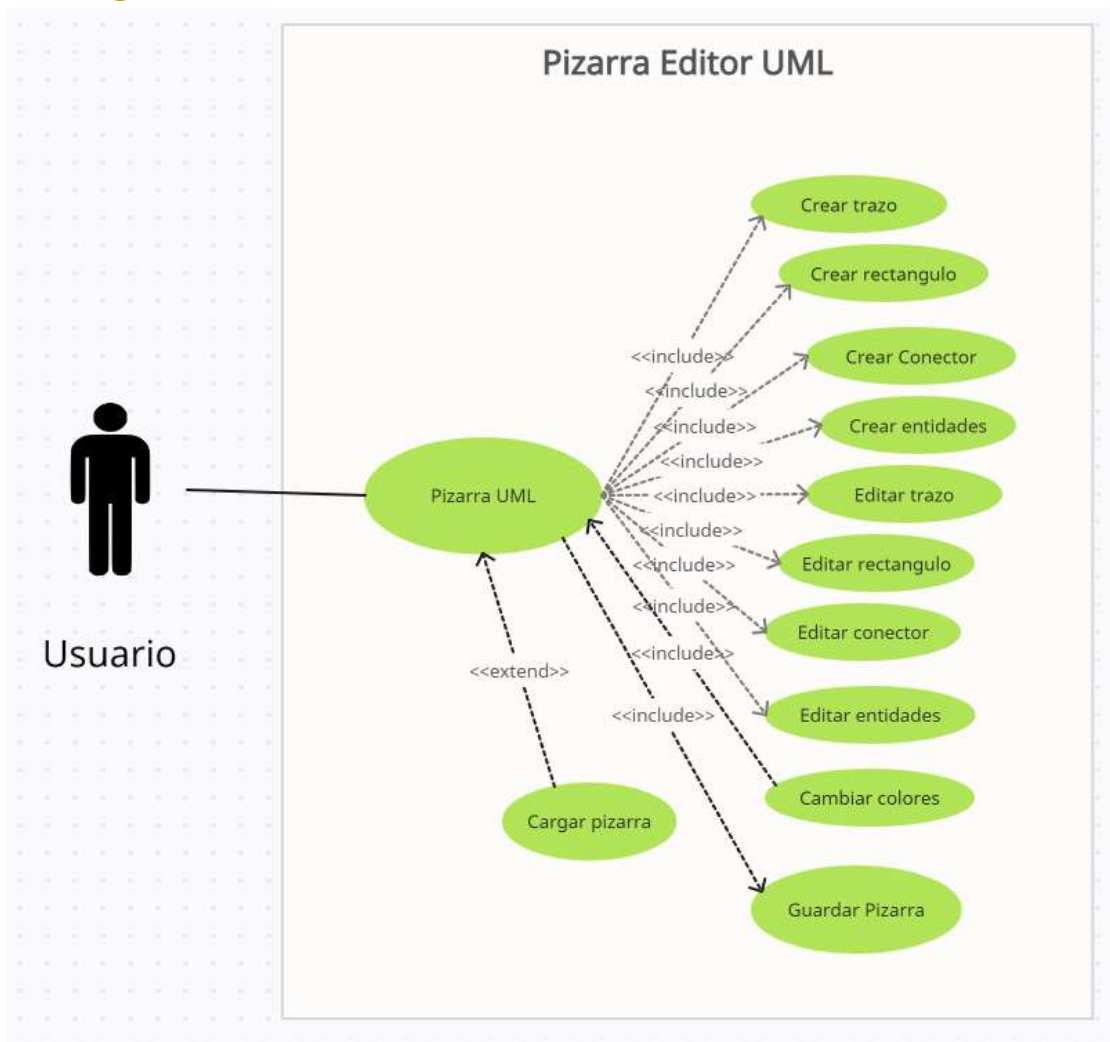 Pizarra Editor UML
Crear trazo
Crear rectangulo
<<include>>
Crear Conector
<<include>>
<<include>>
Crear entidades
<<include>>
Pizarra UML
<<include>>
Editar trazo
<<include>>
<<include>>
Editar rectangulo
<<include>>
Editar conector
Usuario
<<include>>
<<extend>>
<<include>>
Editar entidades
Cargar pizarra
Cambiar colores
Guardar Pizarra